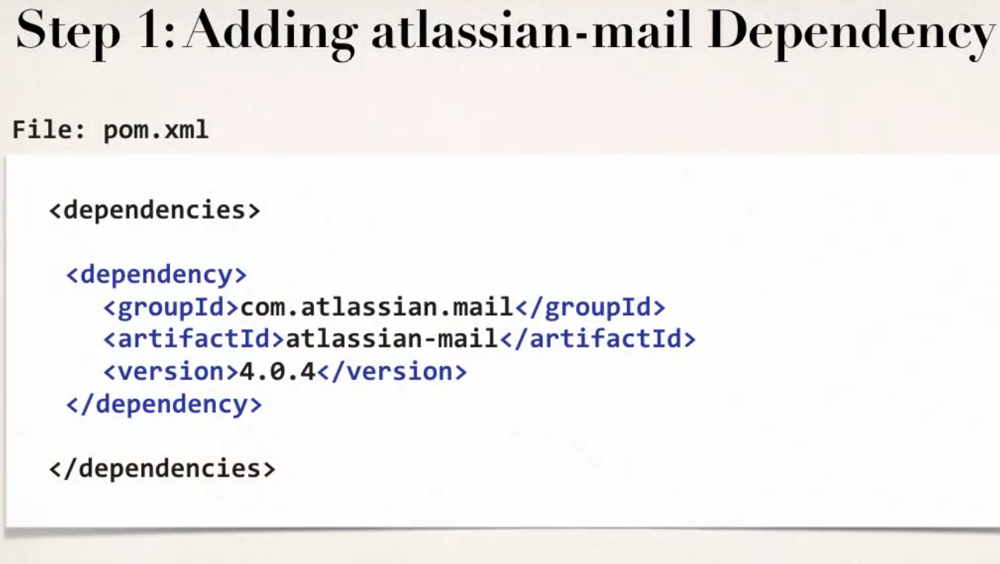 Step 1: Adding atlassian-mail Dependency
File: pom.xml
<dependencies>
<dependency>
<groupId>com.atlassian.mail</groupId>
<artifactId>atlassian-mail</artifactId>
<version>4.0.4</version>
</dependency>
</dependencies>